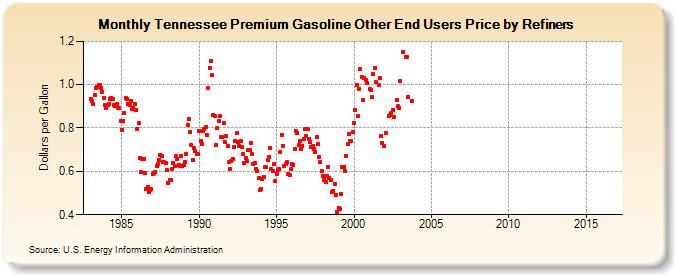 Monthly Tennessee Premium Gasoline Other End Users Price by Refiners
Dollars per Gallon
1.2
1.0
0.8
0.6
0.4
1985 1990 1995 2000 2005 2010 2015
Source: U.S. Energy Information Administration